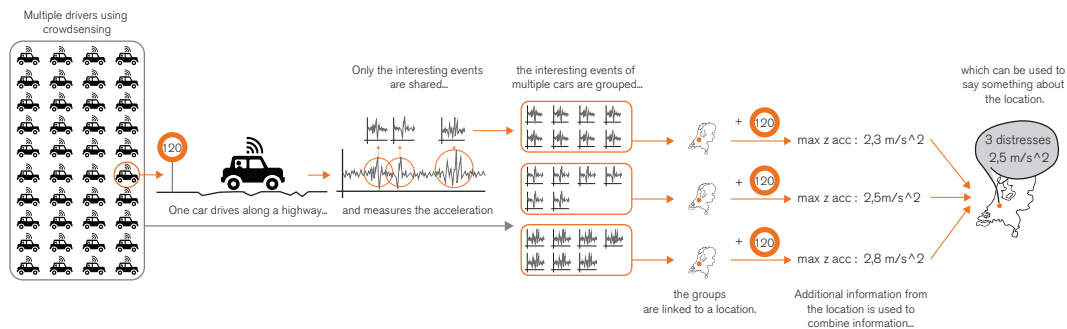 Multiple drivers using
crowdsensing
120
One car drives along a highway...
Only the interesting events
are shared...
and measures the acceleration
the interesting events of
multiple cars are grouped...
the groups
are linked to a location.
+ 120
max z acc : 2,3 m/s^2
+ 120
max z acc : 2,5m/s^2
+ 120
max z acc : 2,8 m/s^2
Additional information from
the location is used to
combine information...
which can be used to
say something about
the location.
3 distresses
2,5 m/s^2